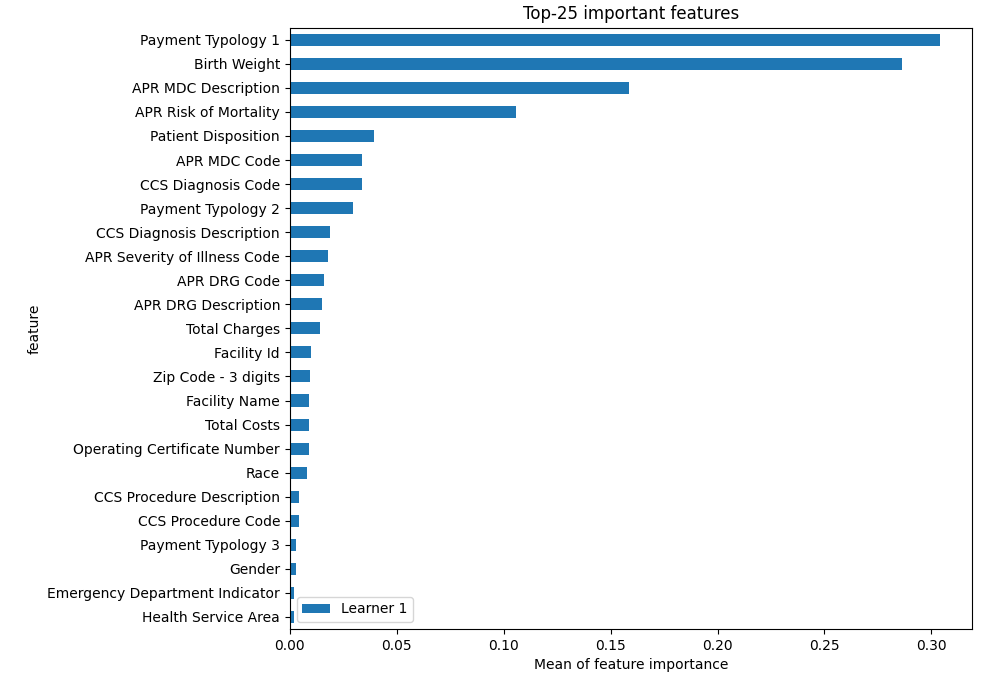 Top-25 important features
Payment Typology 1
Birth Weight
APR MDC Description
APR Risk of Mortality
Patient Disposition
APR MDC Code
CCS Diagnosis Code
Payment Typology 2
CCS Diagnosis Description
APR Severity of Illness Code
APR DRG Code
APR DRG Description
Total Charges
Facility Id
Zip Code - 3 digits
Facility Name
Total Costs
Operating Certificate Number
Race
CCS Procedure Description
CCS Procedure Code
Payment Typology 3
Gender
Emergency Department Indicator
Health Service Area
feature
Learner 1
0.00 0.05 0.10 0.15 0.20 0.25 0.30
Mean of feature importance